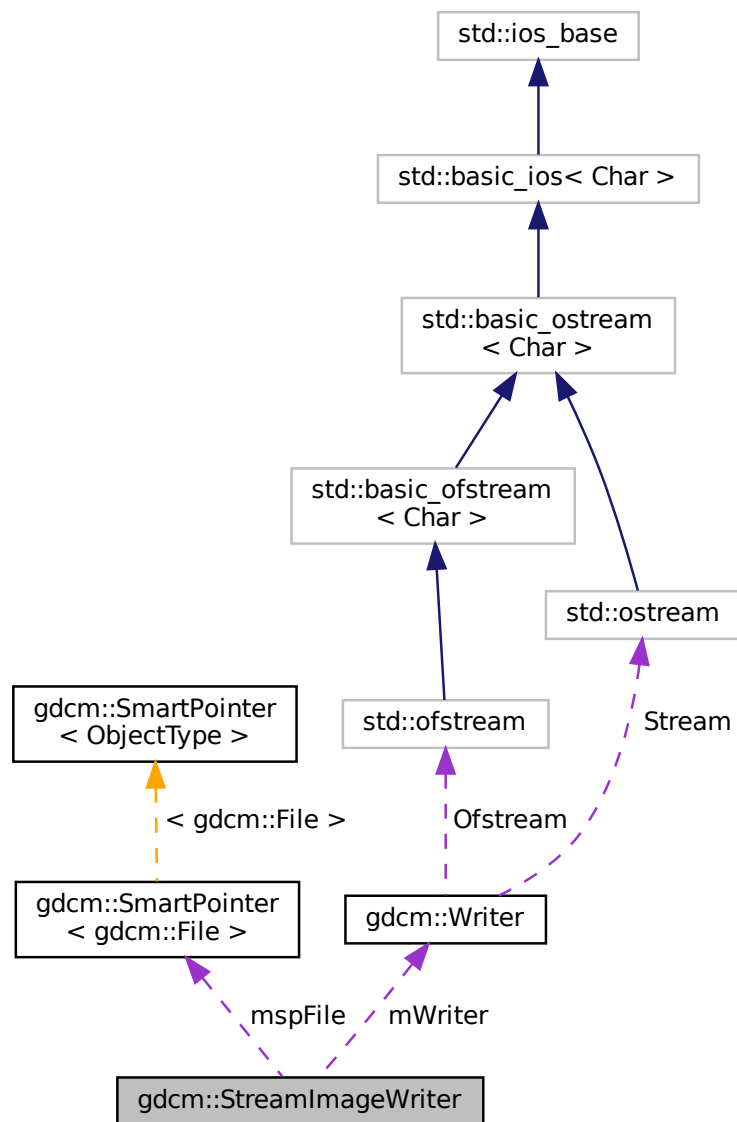 std::ios_base
std::basic_ios< Char >
std::basic_ostream
< Char >
std::basic_ofstream
< Char >
std::ostream
gdcm::SmartPointer
< ObjectType >
std::ofstream
Stream
< gdcm::File >
Ofstream
gdcm::SmartPointer
< gdcm::File >
gdcm::Writer
mspFile
mWriter
gdcm::StreamImageWriter